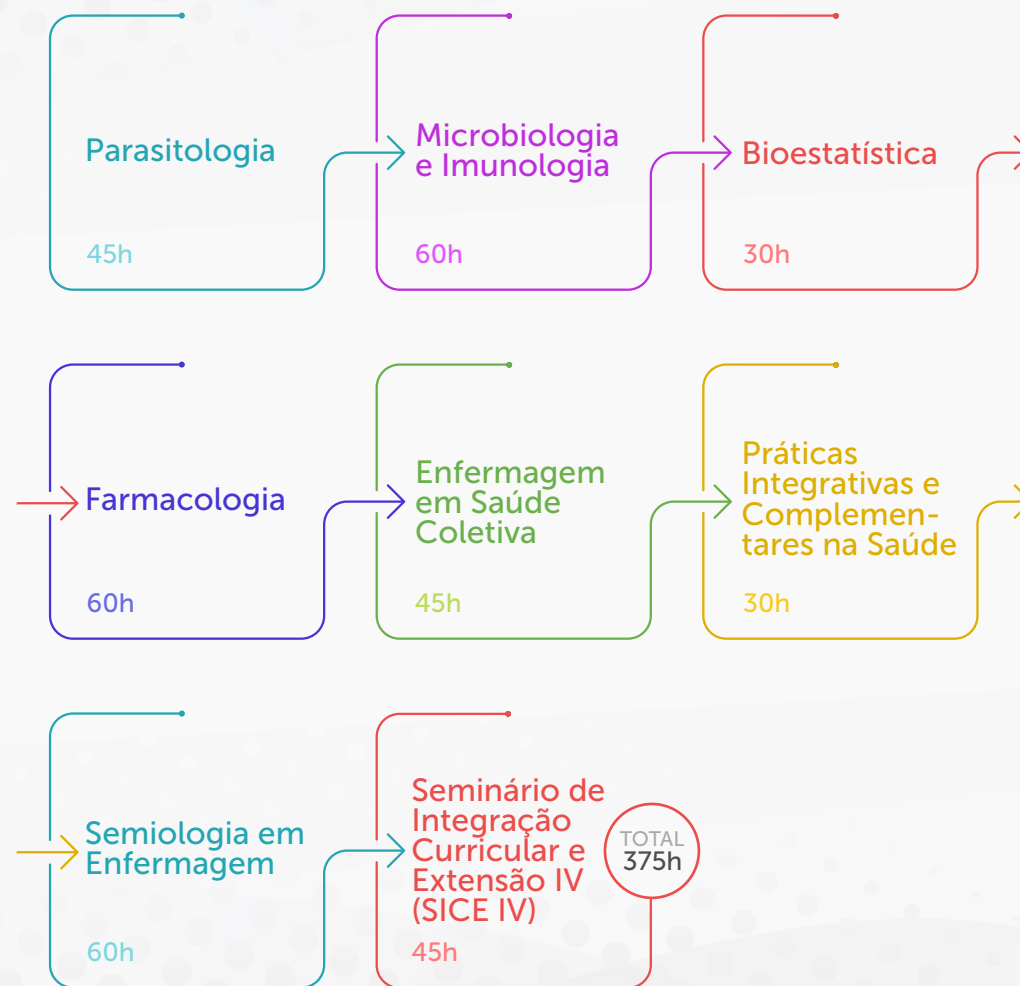 Parasitologia
45h
Microbiologia
e Imunologia
60h
Bioestatística
30h
Farmacologia
60h
Enfermagem
em Saúde
Coletiva
45h
Práticas
Integrativas e
Complemen-
tares na Saúde
30h
Semiologia em
Enfermagem
60h
Seminário de
Integração
Curricular e
Extensão IV
(SICE IV)
45h
TOTAL
375h